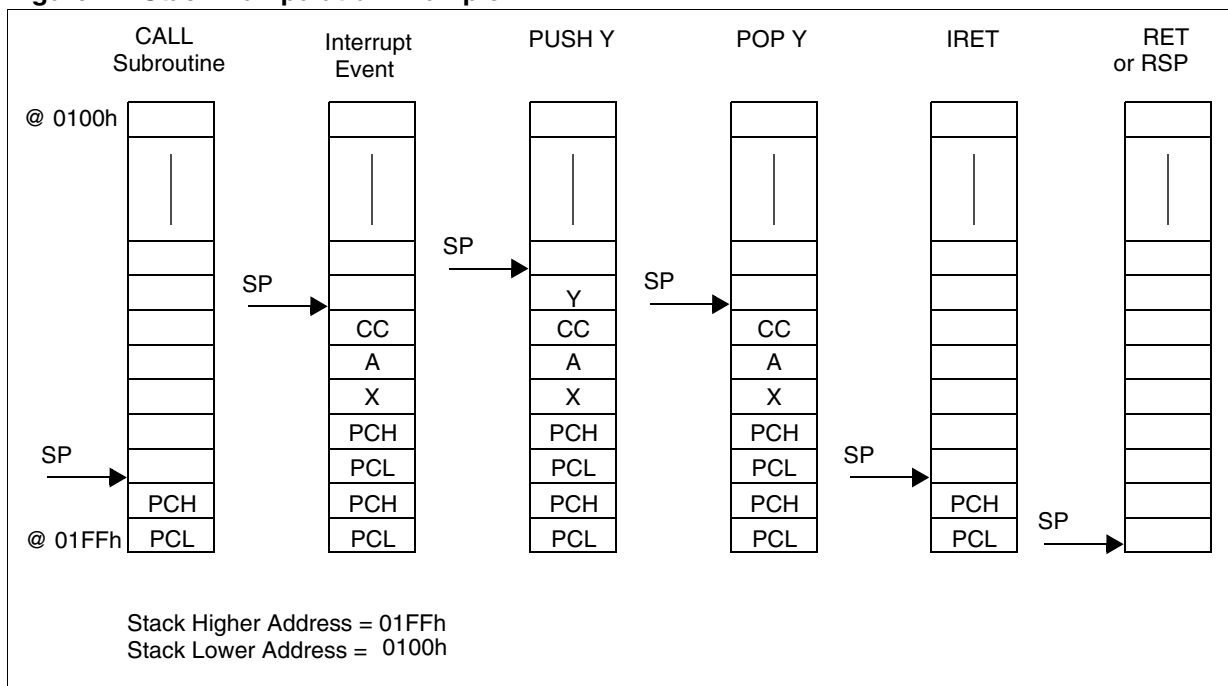 CALL
Subroutine
Interrupt
Event
PUSH Y
POP Y
IRET
RET
or RSP
@ 0100h
SP
SP
SP
SP
SP
SP
@ 01FFh
PCH
PCL
CC
A
X
PCH
PCL
PCH
PCL
Y
CC
A
X
PCH
PCL
PCH
PCL
CC
A
X
PCH
PCL
PCH
PCL
PCH
PCL
Stack Higher Address = 01FFh
Stack Lower Address = 0100h